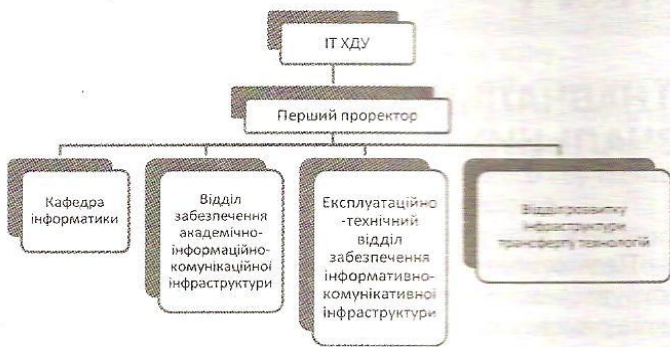 ІТ ХДУ
Перший проректор
Кафедра
інформатики
Відділ
забезпечення
академічно-
інформаційно-
комунікаційної
інфраструктури
Експлуатаційно
-технічний
відділ
забезпечення
інформативно-
комунікативної
інфраструктури
Відділ розвитку
інфраструктури
трансферу технологій